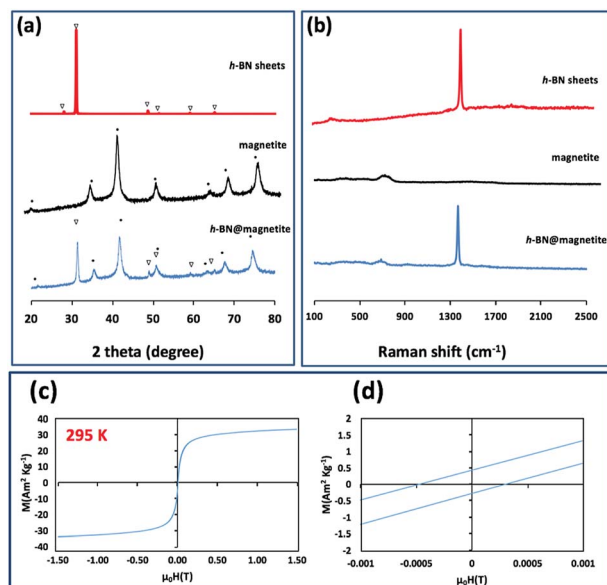 (a)
h-BN sheets
magnetite
h-BN@magnetite
20 30 40 50 60 70 80
2 theta (degree)
(b)
h-BN sheets
magnetite
h-BN@magnetite
100 900 1700 2500
Raman shift (cm⁻¹)
(c)
295 K
M(Am² Kg⁻¹)
40
30
20
10
0
-10
-20
-30
-40
-1.50 -1.00 -0.50 0.00 0.50 1.00 1.50
μ₀H(T)
(d)
M(Am² Kg⁻¹)
2
1.5
1
0.5
0
-0.5
-1
-1.5
-2
-0.001 -0.0005 0 0.0005 0.001
μ₀H(T)